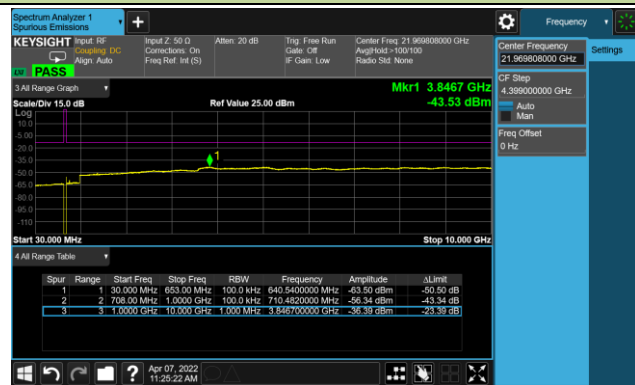 Spectrum Analyzer 1
Spurious Emissions
Frequency
KEYSIGHT
Input: RF
Coupling: DC
Align: Auto
Input Z: 50 Ω
Corrections: On
Freq Ref: Int (S)
Atten: 20 dB
Trig: Free Run
Gate: Off
IF Gain: Low
Center Freq: 21.969808000 GHz
Avg|Hold:>100/100
Radio Std: None
PASS
Center Frequency
21.969808000 GHz
Settings
CF Step
4.399000000 GHz
Auto
Man
Freq Offset
0 Hz
3 All Range Graph
Mkr1 3.8467 GHz
Scale/Div 15.0 dB
Ref Value 25.00 dBm
-43.53 dBm
Log
10.0
-5.00
-20.0
-35.0
-50.0
-65.0
-80.0
-95.0
-110
1
Start 30.000 MHz
Stop 10.000 GHz
4 All Range Table
Spur Range Start Freq Stop Freq RBW Frequency Amplitude ΔLimit
1 1 30.000 MHz 653.00 MHz 100.0 kHz 640.5400000 MHz -63.50 dBm -50.50 dB
2 2 708.00 MHz 1.0000 GHz 100.0 kHz 710.4820000 MHz -56.34 dBm -43.34 dB
3 3 1.0000 GHz 10.000 GHz 1.000 MHz 3.846700000 GHz -36.39 dBm -23.39 dB
?
Apr 07, 2022
11:25:22 AM